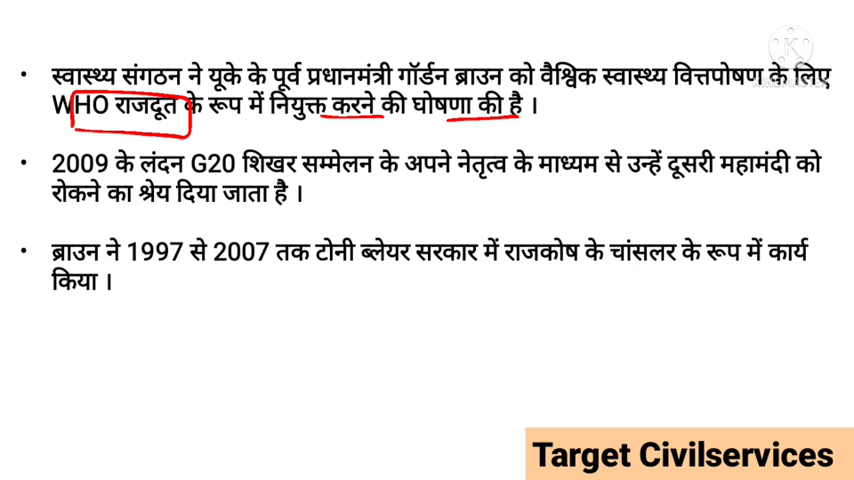 • स्वास्थ्य संगठन ने यूके के पूर्व प्रधानमंत्री गॉर्डन ब्राउन को वैश्विक स्वास्थ्य वित्तपोषण के लिए
WHO राजदूत के रूप में नियुक्त करने की घोषणा की है ।
• 2009 के लंदन G20 शिखर सम्मेलन के अपने नेतृत्व के माध्यम से उन्हें दूसरी महामंदी को
रोकने का श्रेय दिया जाता है ।
• ब्राउन ने 1997 से 2007 तक टोनी ब्लेयर सरकार में राजकोष के चांसलर के रूप में कार्य
किया ।
Target Civilservices